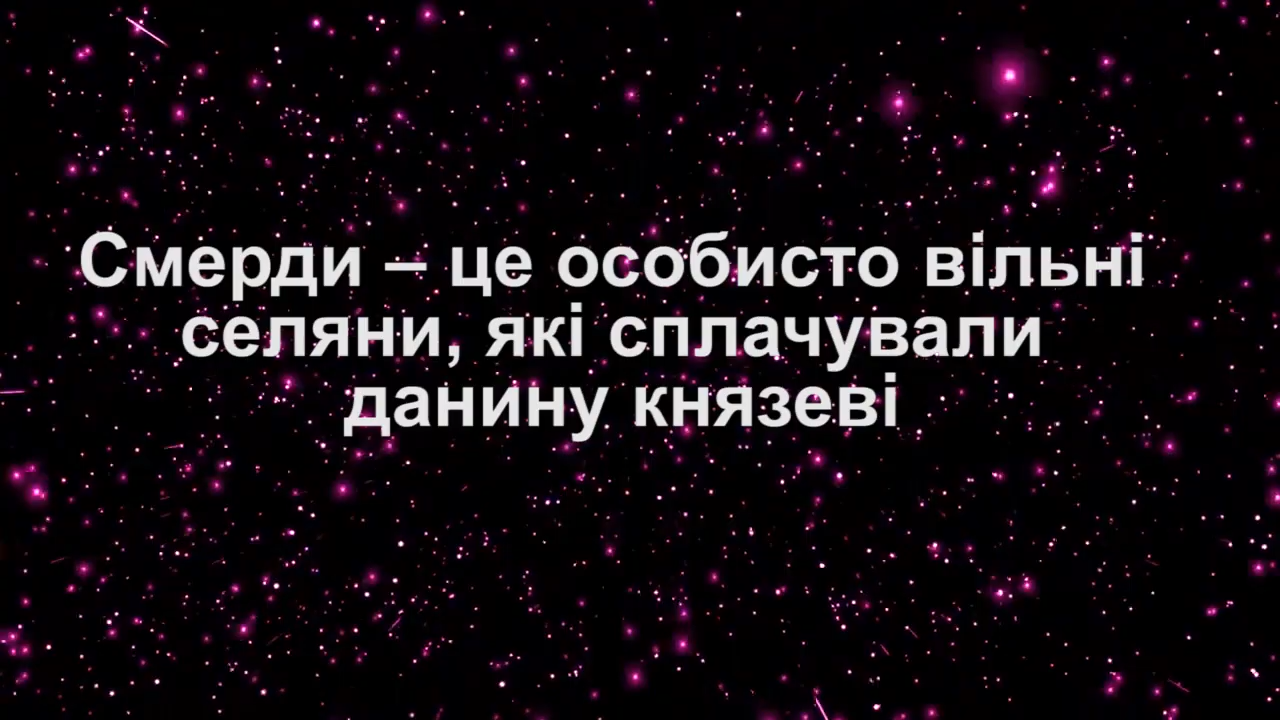 Смерди – це особисто вільні
селяни, які сплачували
данину князеві